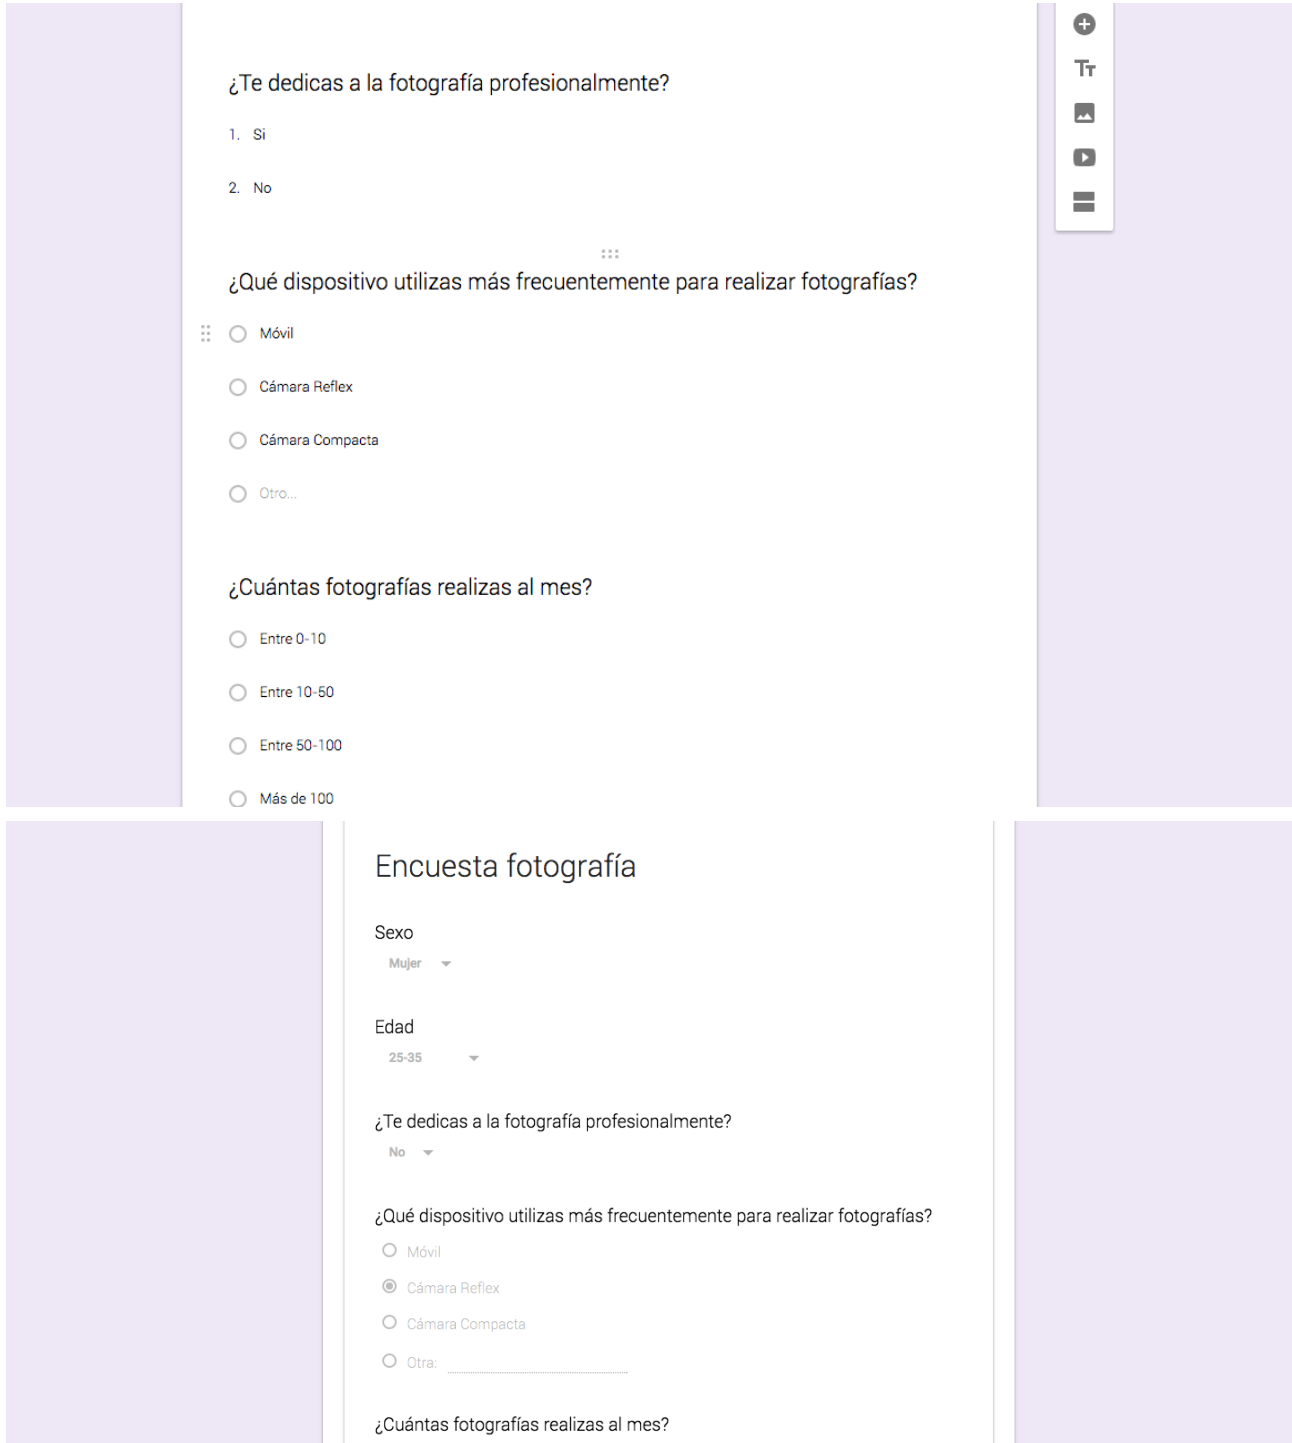 ¿Te dedicas a la fotografía profesionalmente?
1. Si
2. No
¿Qué dispositivo utilizas más frecuentemente para realizar fotografías?
Móvil
Cámara Reflex
Cámara Compacta
Otro...
¿Cuántas fotografías realizas al mes?
Entre 0-10
Entre 10-50
Entre 50-100
Más de 100
Encuesta fotografía
Sexo
Mujer
Edad
25-35
¿Te dedicas a la fotografía profesionalmente?
No
¿Qué dispositivo utilizas más frecuentemente para realizar fotografías?
Móvil
Cámara Reflex
Cámara Compacta
Otra:
¿Cuántas fotografías realizas al mes?